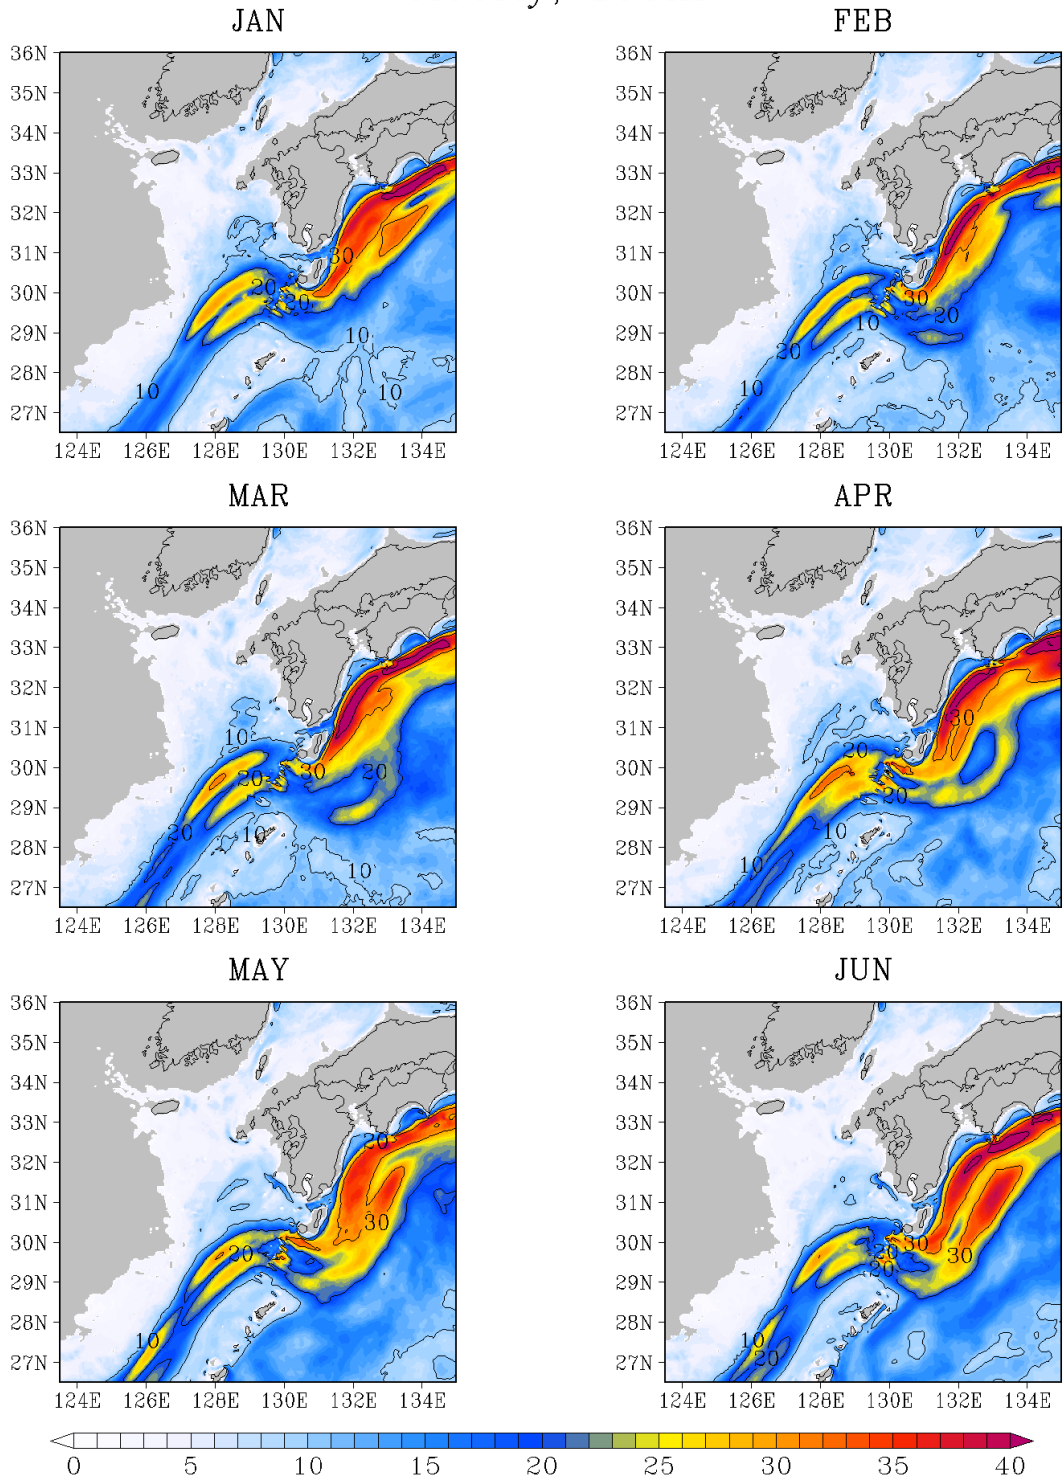 JAN FEB
36N 36N
35N 35N
34N 34N
33N 33N
32N 32N
31N 30 31N
30N 20 20 30N 30
29N 10 29N 10 20
28N 28N 20
27N 10 10 27N 10
124E 126E 128E 130E 132E 134E 124E 126E 128E 130E 132E 134E
MAR APR
36N 36N
35N 35N
34N 34N
33N 33N
32N 32N
31N 10 31N 30
30N 20 30 20 30N 20
29N 29N 20
28N 20 10 28N 10
27N 10 27N 10
124E 126E 128E 130E 132E 134E 124E 126E 128E 130E 132E 134E
MAY JUN
36N 36N
35N 35N
34N 34N
33N 20 33N
32N 32N
31N 30 31N
30N 20 30N 20 30 30
29N 29N 20
28N 28N
27N 10 27N 10 20
124E 126E 128E 130E 132E 134E 124E 126E 128E 130E 132E 134E
0 5 10 15 20 25 30 35 40